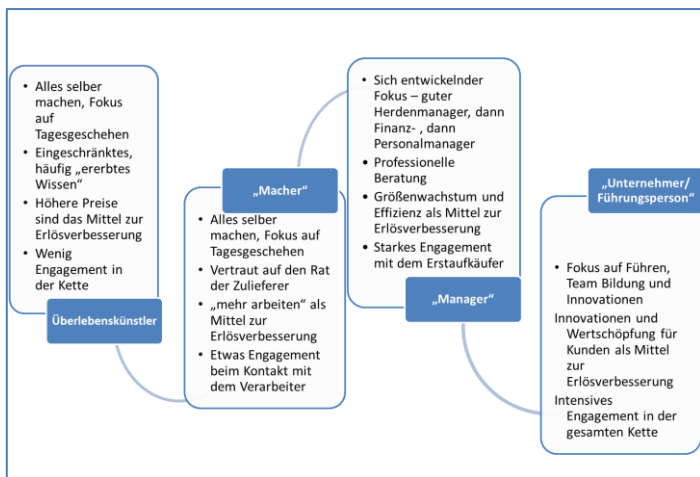 • Alles selber
machen, Fokus
auf
Tagesgeschehen
• Eingeschränktes,
häufig „ererbtes
Wissen“
• Höhere Preise
sind das Mittel zur
Erlösverbesserung
• Wenig
Engagement in
der Kette
Überlebenskünstler
„Macher“
• Alles selber
machen, Fokus auf
Tagesgeschehen
• Vertraut auf den Rat
der Zulieferer
• „mehr arbeiten“ als
Mittel zur
Erlösverbesserung
• Etwas Engagement
beim Kontakt mit
dem Verarbeiter
• Sich entwickelnder
Fokus – guter
Herdenmanager, dann
Finanz- , dann
Personalmanager
• Professionelle
Beratung
• Größenwachstum und
Effizienz als Mittel zur
Erlösverbesserung
• Starkes Engagement
mit dem Erstaufkäufer
„Manager“
„Unternehmer/
Führungsperson“
• Fokus auf Führen,
Team Bildung und
Innovationen
Innovationen und
Wertschöpfung für
Kunden als Mittel
zur
Erlösverbesserung
Intensives
Engagement in der
gesamten Kette